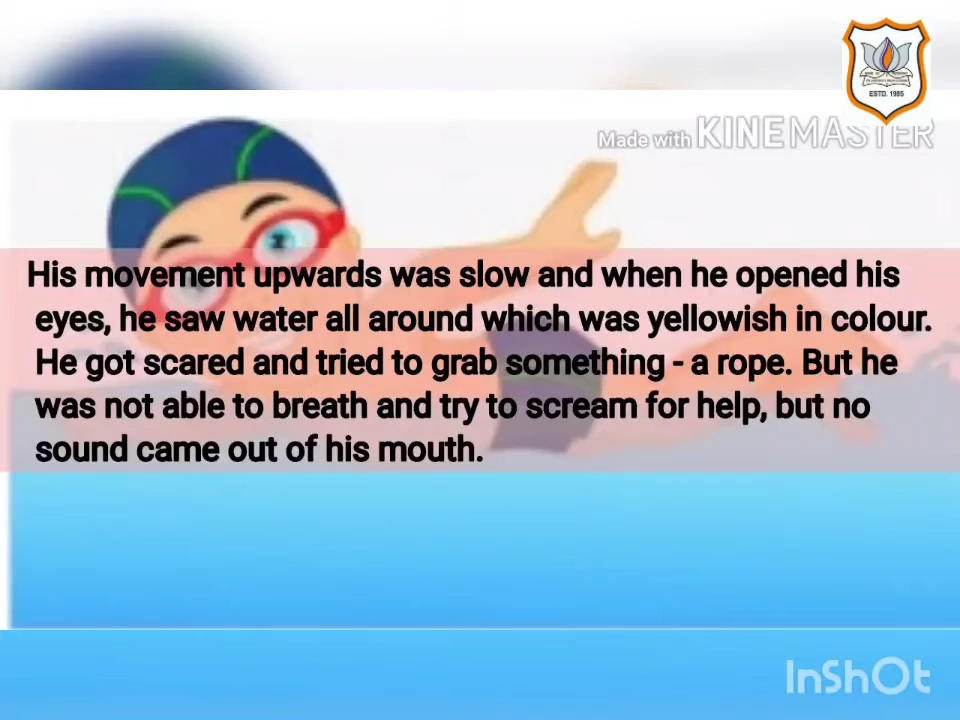 ESTD. 1985
Made with KINEMASTER
His movement upwards was slow and when he opened his
eyes, he saw water all around which was yellowish in colour.
He got scared and tried to grab something - a rope. But he
was not able to breath and try to scream for help, but no
sound came out of his mouth.
InShOt